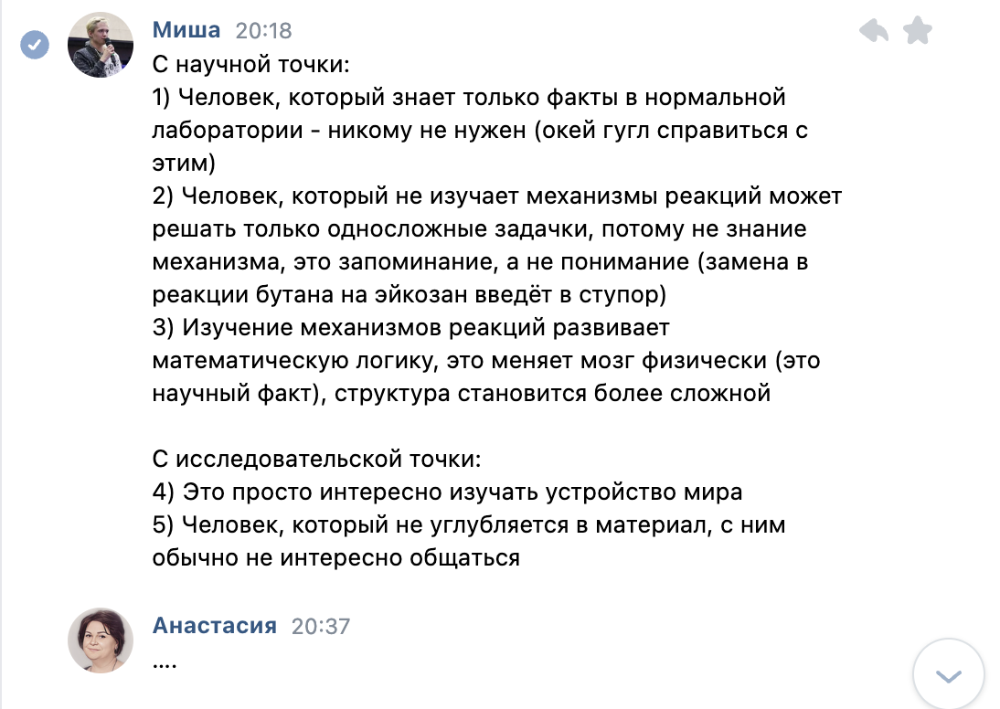 Миша 20:18
С научной точки:
1) Человек, который знает только факты в нормальной
лаборатории - никому не нужен (окей гугл справиться с
этим)
2) Человек, который не изучает механизмы реакций может
решать только односложные задачки, потому не знание
механизма, это запоминание, а не понимание (замена в
реакции бутана на эйкозан введёт в ступор)
3) Изучение механизмов реакций развивает
математическую логику, это меняет мозг физически (это
научный факт), структура становится более сложной
С исследовательской точки:
4) Это просто интересно изучать устройство мира
5) Человек, который не углубляется в материал, с ним
обычно не интересно общаться
Анастасия 20:37
....